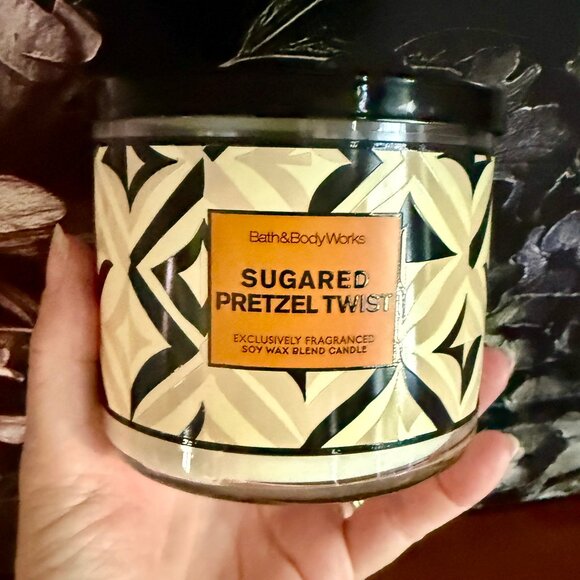 Bath&BodyWorks
SUGARED
PRETZEL TWIST
EXCLUSIVELY FRAGRANCED
SOY WAX BLEND CANDLE